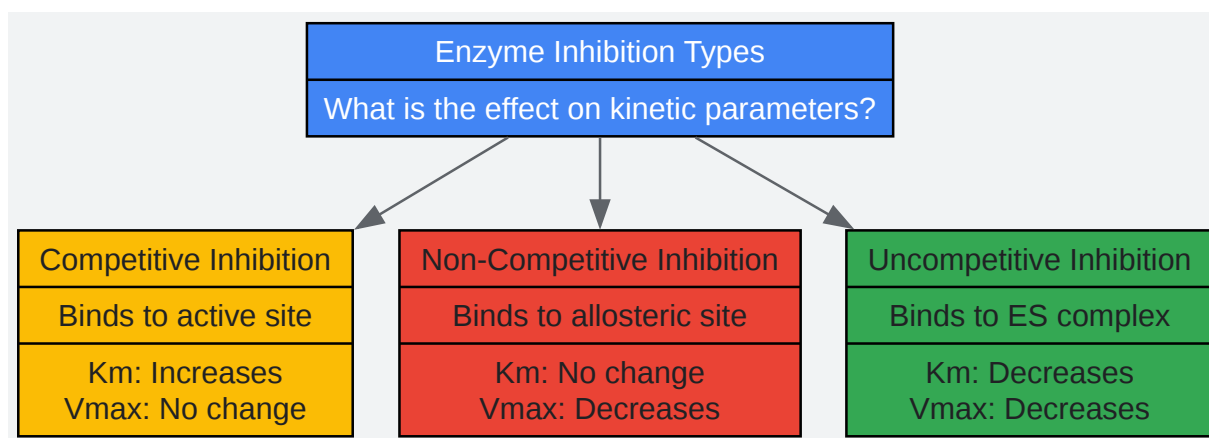 Enzyme Inhibition Types
What is the effect on kinetic parameters?
Competitive Inhibition
Binds to active site
Km: Increases
Vmax: No change
Non-Competitive Inhibition
Binds to allosteric site
Km: No change
Vmax: Decreases
Uncompetitive Inhibition
Binds to ES complex
Km: Decreases
Vmax: Decreases